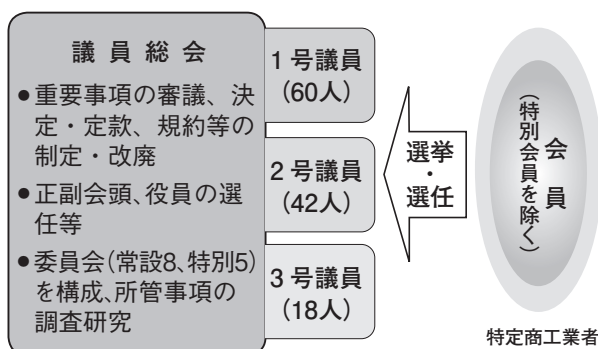 議 員 総 会
●重要事項の審議、決
定・定款、規約等の
制定・改廃
●正副会頭、役員の選
任等
●委員会(常設8、特別5)
を構成、所管事項の
調査研究
1号議員
(60人)
2号議員
(42人)
3号議員
(18人)
選挙
・
選任
会 員
(特別会員を除く)
特定商工業者